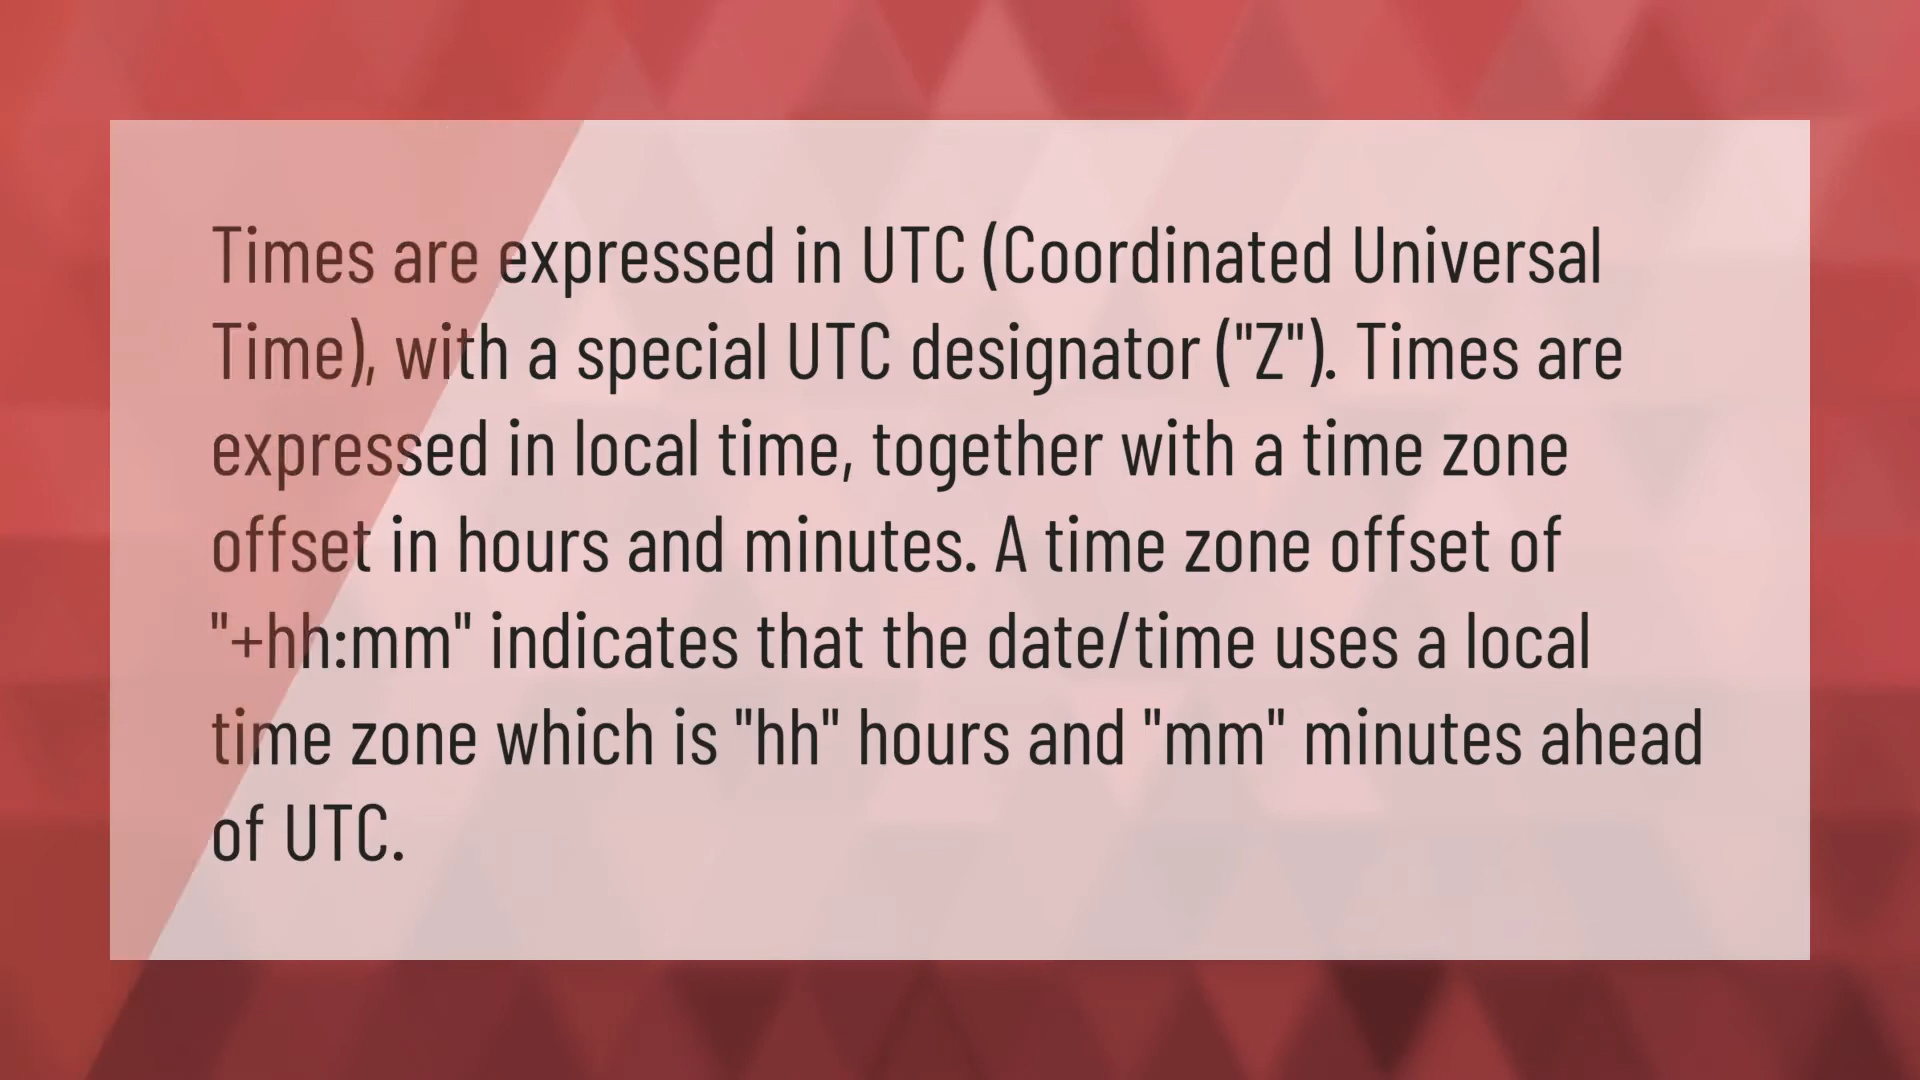 Times are expressed in UTC (Coordinated Universal
Time), with a special UTC designator ("Z"). Times are
expressed in local time, together with a time zone
offset in hours and minutes. A time zone offset of
"+hh:mm" indicates that the date/time uses a local
time zone which is "hh" hours and "mm" minutes ahead
of UTC.